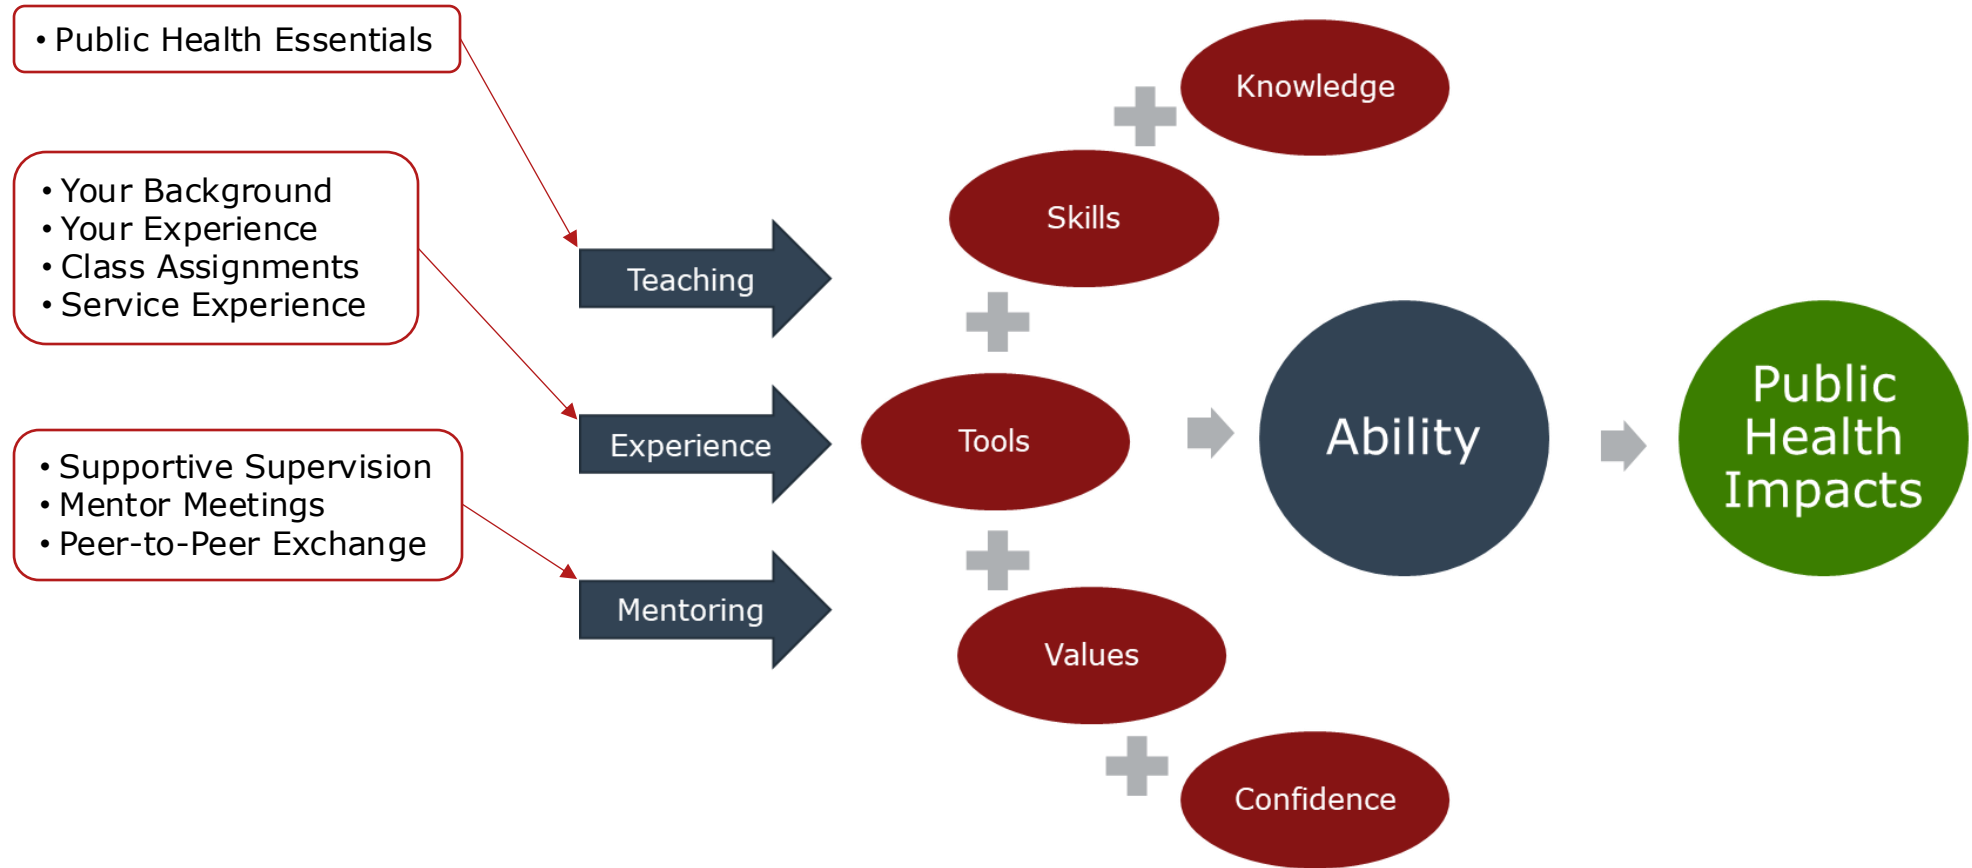 • Public Health Essentials
• Your Background
• Your Experience
• Class Assignments
• Service Experience
• Supportive Supervision
• Mentor Meetings
• Peer-to-Peer Exchange
Teaching
Experience
Mentoring
Knowledge
Skills
Tools
Values
Confidence
Ability
Public
Health
Impacts